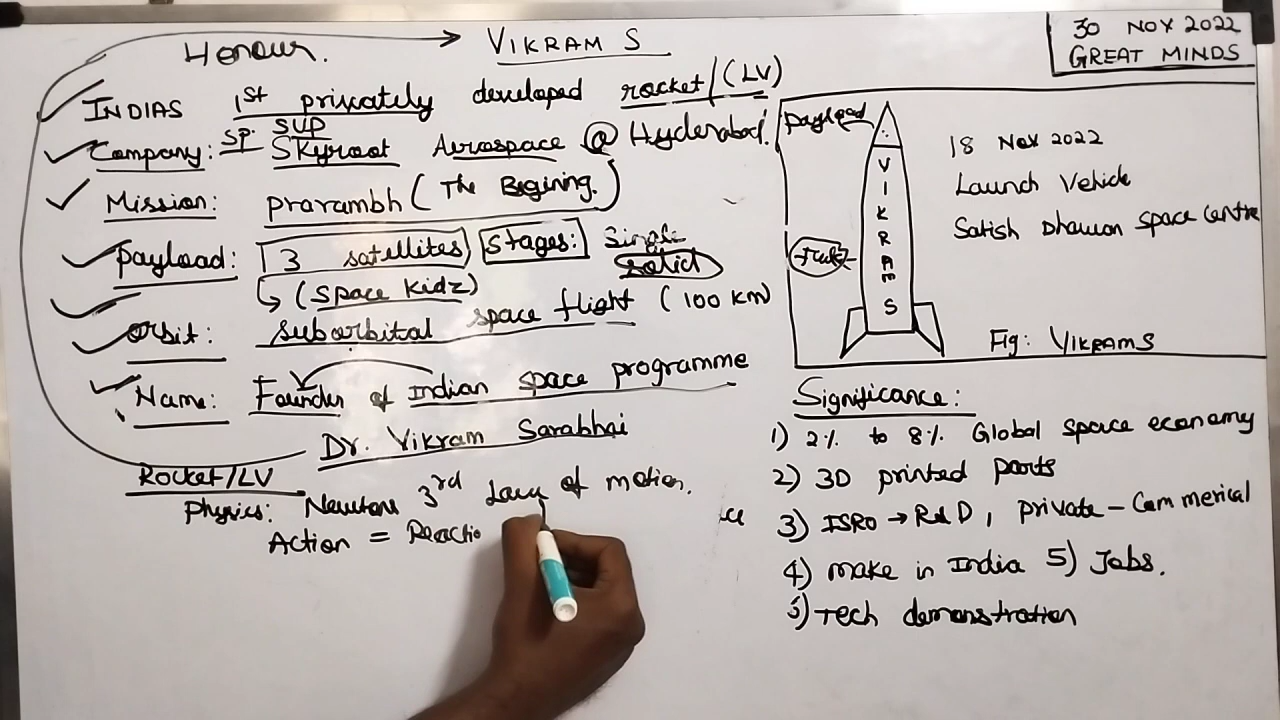 Honour. → VIKRAM S
30 NOV 2022
GREAT MINDS
INDIAS 1st privately developed rocket/(LV)
sp. sup
Company: Skyroot Aerospace @ Hyderabad.
Mission: prarambh (The Begining.)
Payload: 3 satellites Stages: Single
solid
(Space Kidz)
Orbit: suborbital space flight (100 KM)
Name: Founder of Indian space programme
Dr. Vikram Sarabhai
Rocket/LV
Physics: Newtons 3rd Law of motion.
Action = Reactio
Payload
VIKRAM S
18 Nov 2022
Launch Vehicle
Satish Dhawan space centre
Fig: VIKRAM S
Significance:
1) 2% to 8% Global space economy
2) 3D printed parts
3) ISRO → R&D, private - Commerical
4) make in India 5) Jobs.
6) Tech demonstration